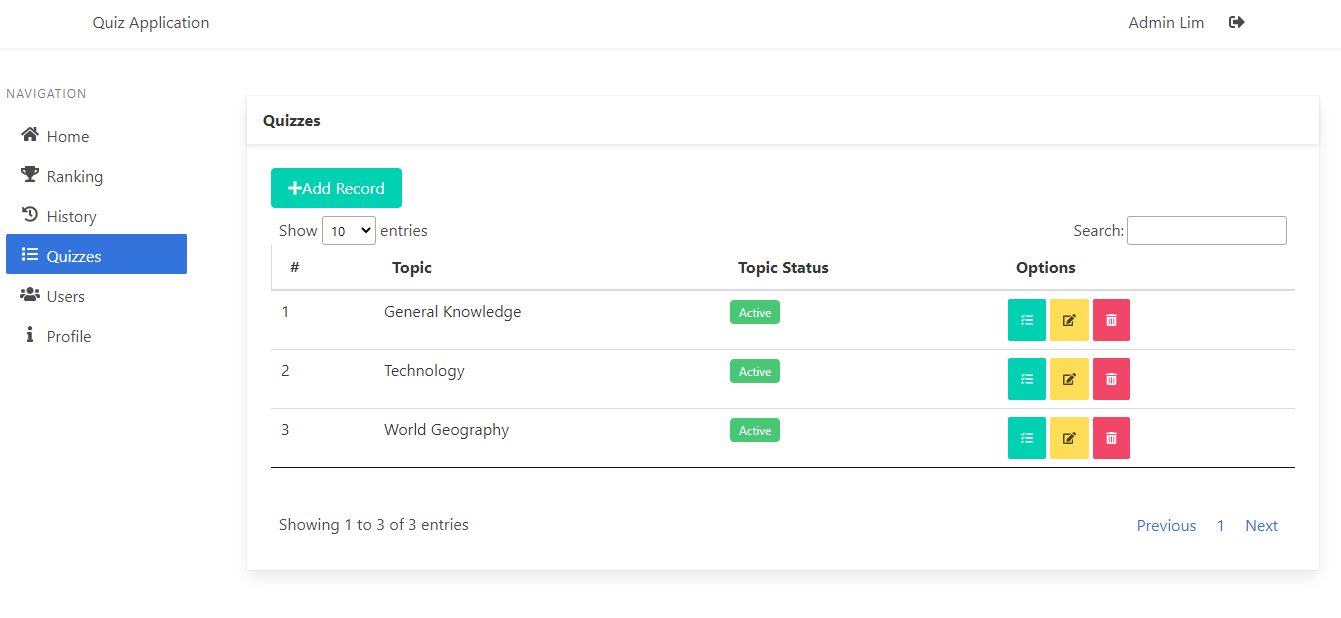 Quiz Application
Admin Lim
NAVIGATION
Home
Ranking
History
Quizzes
Users
Profile
Quizzes
Add Record
Show 10 entries
Search:
# Topic Topic Status Options
1 General Knowledge Active
2 Technology Active
3 World Geography Active
Showing 1 to 3 of 3 entries
Previous 1 Next